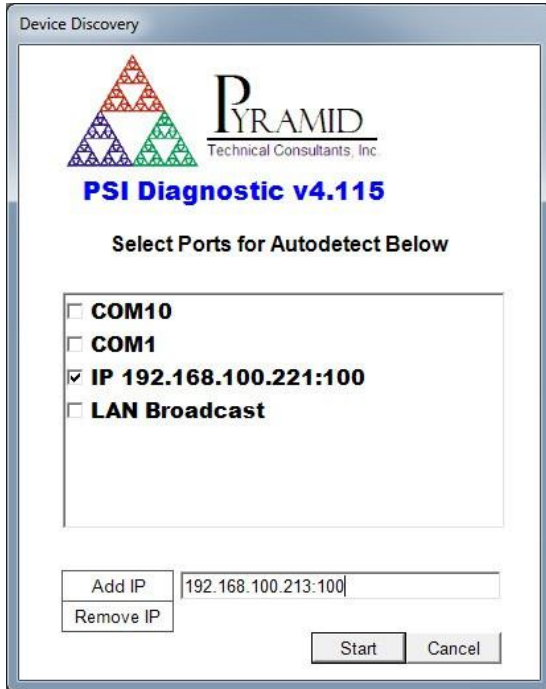 Device Discovery
PYRAMID
Technical Consultants, Inc.
PSI Diagnostic v4.115
Select Ports for Autodetect Below
COM10
COM1
IP 192.168.100.221:100
LAN Broadcast
Add IP 192.168.100.213:100
Remove IP
Start Cancel